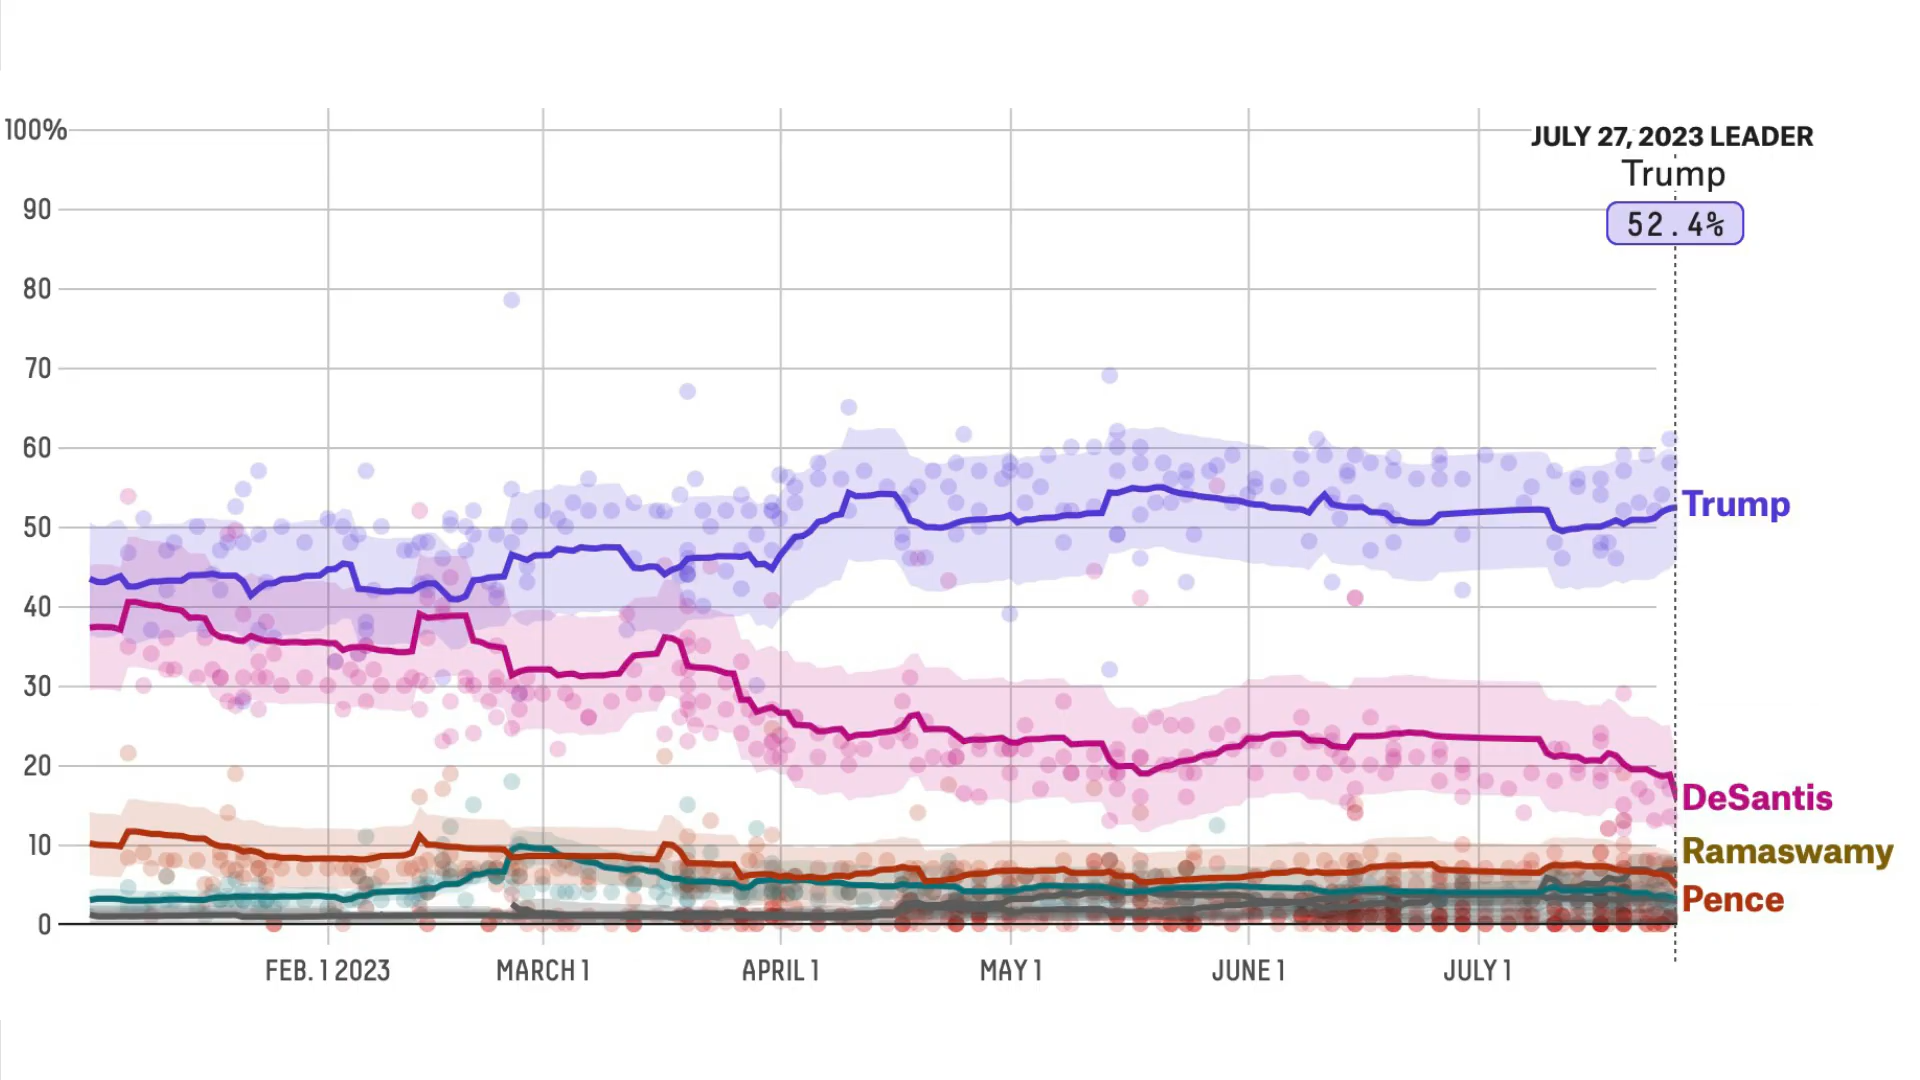 100%
90
80
70
60
50
40
30
20
10
0
JULY 27, 2023 LEADER
Trump
52.4%
Trump
DeSantis
Ramaswamy
Pence
FEB. 1 2023 MARCH 1 APRIL 1 MAY 1 JUNE 1 JULY 1